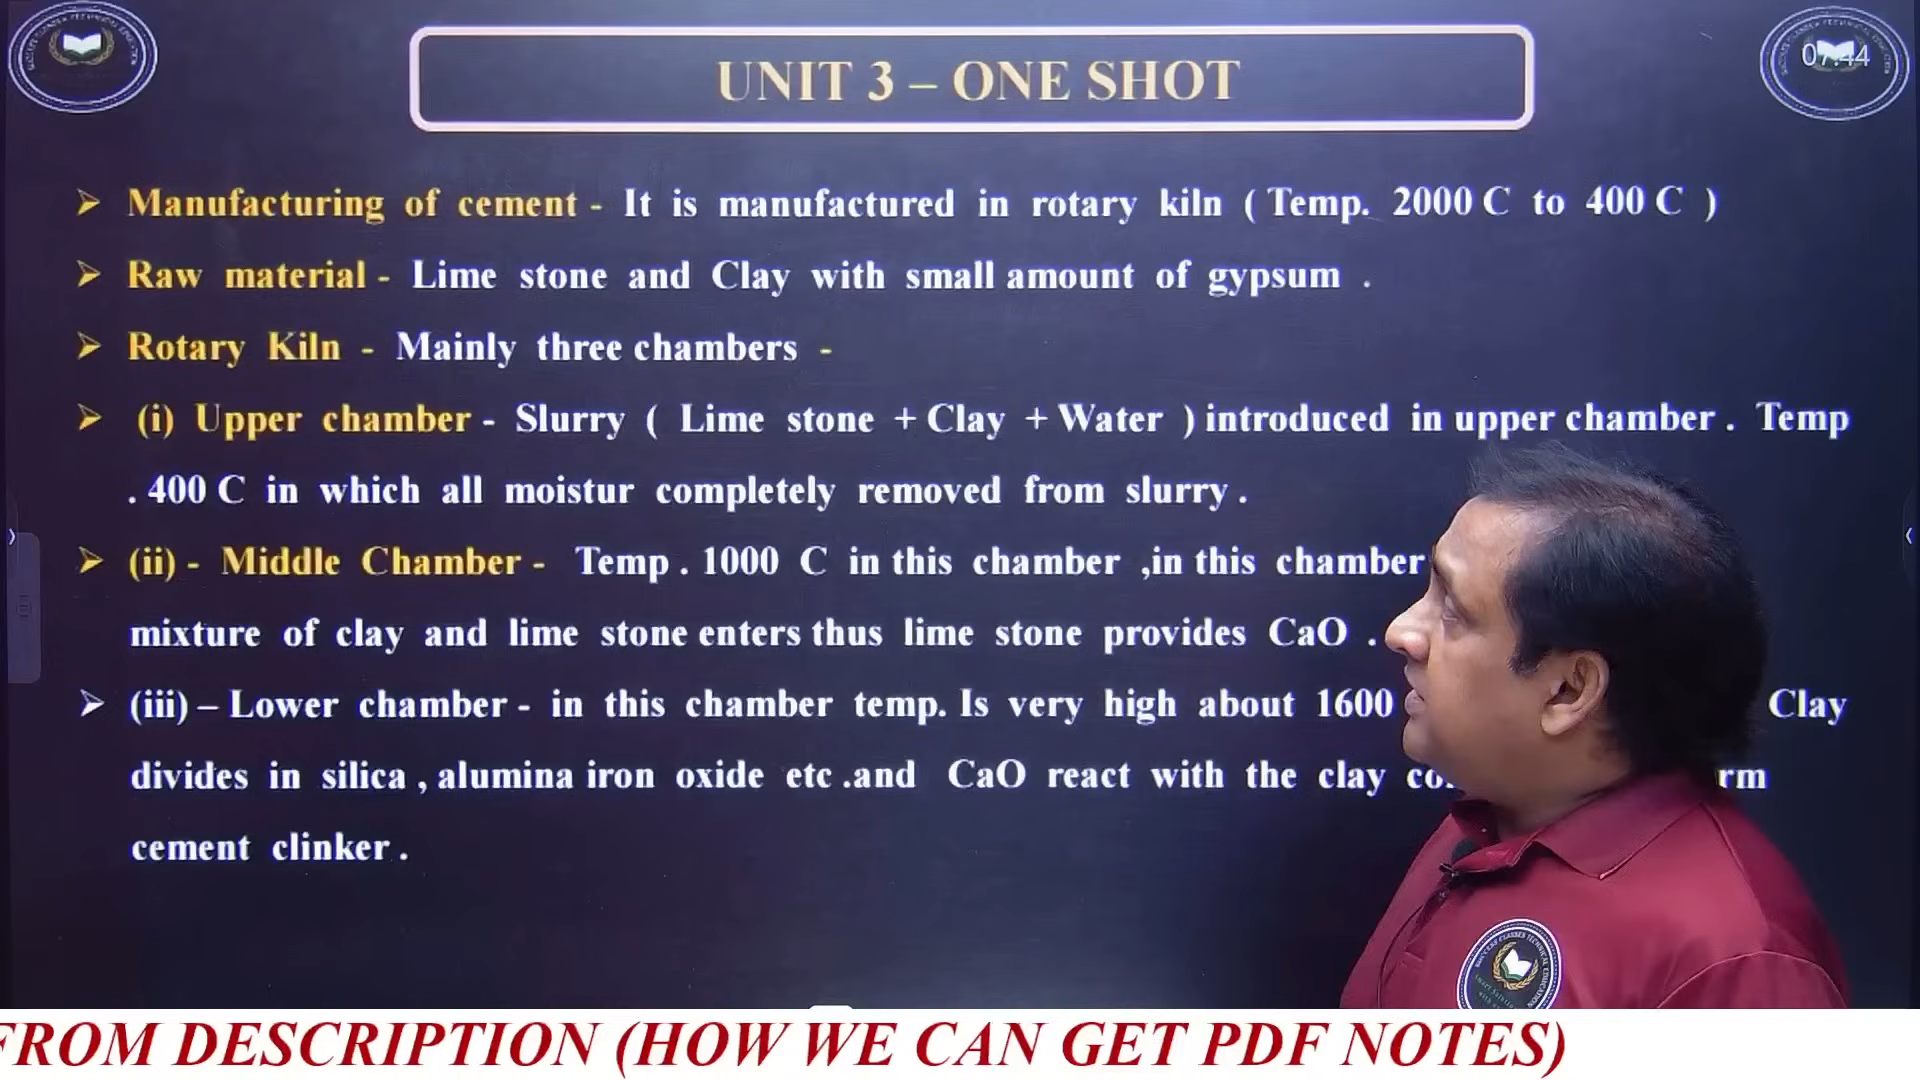 UNIT 3 – ONE SHOT
07:44
➢ Manufacturing of cement - It is manufactured in rotary kiln ( Temp. 2000 C to 400 C )
➢ Raw material - Lime stone and Clay with small amount of gypsum .
➢ Rotary Kiln - Mainly three chambers -
➢ (i) Upper chamber - Slurry ( Lime stone + Clay + Water ) introduced in upper chamber . Temp
. 400 C in which all moistur completely removed from slurry .
➢ (ii) - Middle Chamber - Temp . 1000 C in this chamber ,in this chamber
mixture of clay and lime stone enters thus lime stone provides CaO .
➢ (iii) – Lower chamber - in this chamber temp. Is very high about 1600 Clay
divides in silica , alumina iron oxide etc .and CaO react with the clay
cement clinker .
FROM DESCRIPTION (HOW WE CAN GET PDF NOTES)